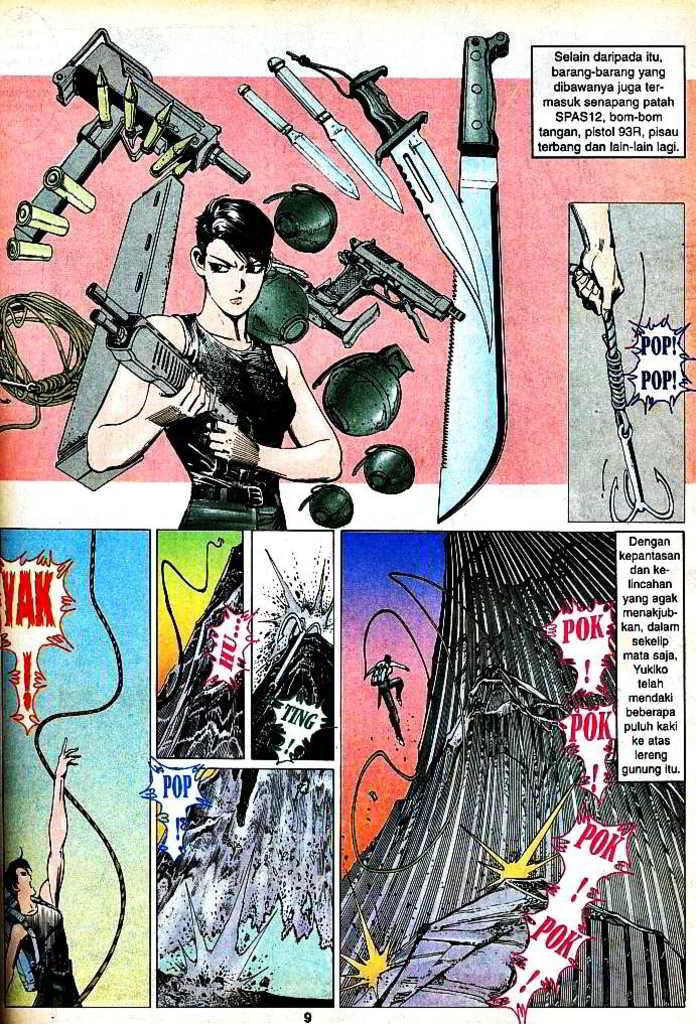 Selain daripada itu,
barang-barang yang
dibawanya juga ter-
masuk senapang patah
SPAS12, bom-bom
tangan, pistol 93R, pisau
terbang dan lain-lain lagi.
POP!
POP!
YAK
!
HU...
TING
!
POP
!
Dengan
kepantasan
dan ke-
lincahan
yang agak
menakjub-
kan, dalam
sekelip
mata saja,
Yukiko
telah
mendaki
beberapa
puluh kaki
ke atas
lereng
gunung itu.
POK
!
POK
!
POK
!
POK
!
9